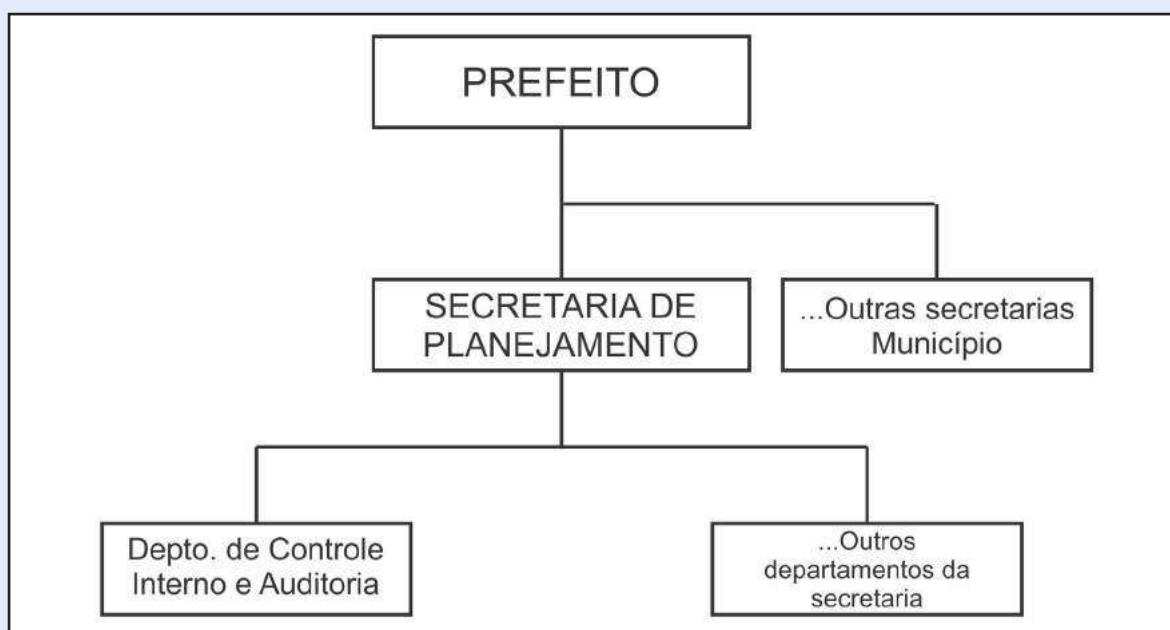 PREFEITO
SECRETARIA DE
PLANEJAMENTO
...Outras secretarias
Município
Depto. de Controle
Interno e Auditoria
...Outros
departamentos da
secretaria